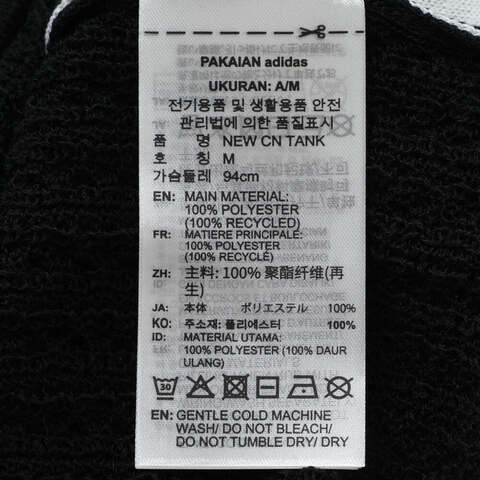 PAKAIAN adidas
UKURAN: A/M
전기용품 및 생활용품 안전
관리법에 의한 품질표시
품 명 NEW CN TANK
호 칭 M
가슴둘레 94cm
EN: MAIN MATERIAL:
100% POLYESTER
(100% RECYCLED)
FR: MATIERE PRINCIPALE:
100% POLYESTER
(100% RECYCLÉ)
ZH: 主料: 100% 聚酯纤维(再
生)
JA: 本体 ポリエステル 100%
KO: 주소재: 폴리에스터 100%
ID: MATERIAL UTAMA:
100% POLYESTER (100% DAUR
ULANG)
30
EN: GENTLE COLD MACHINE
WASH/ DO NOT BLEACH/
DO NOT TUMBLE DRY/ DRY